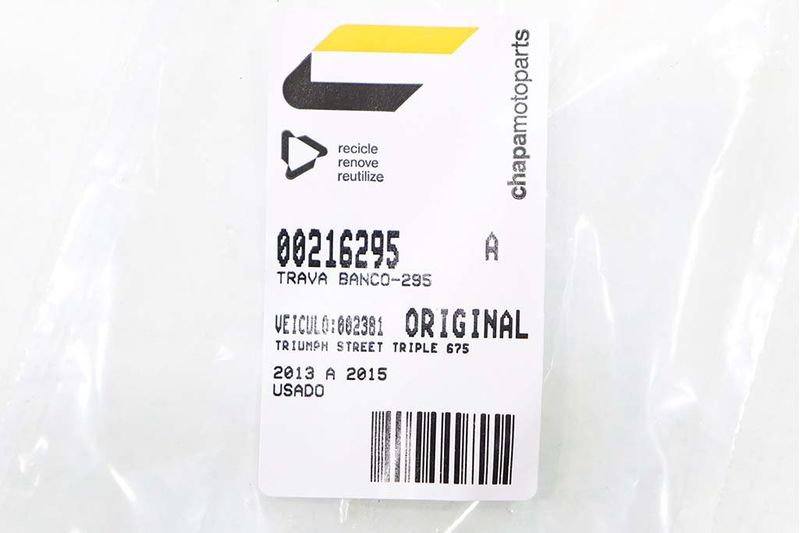 chapamotoparts
recicle
renove
reutilize
00216295 A
TRAVA BANCO-295
VEICULO:002381 ORIGINAL
TRIUMPH STREET TRIPLE 675
2013 A 2015
USADO